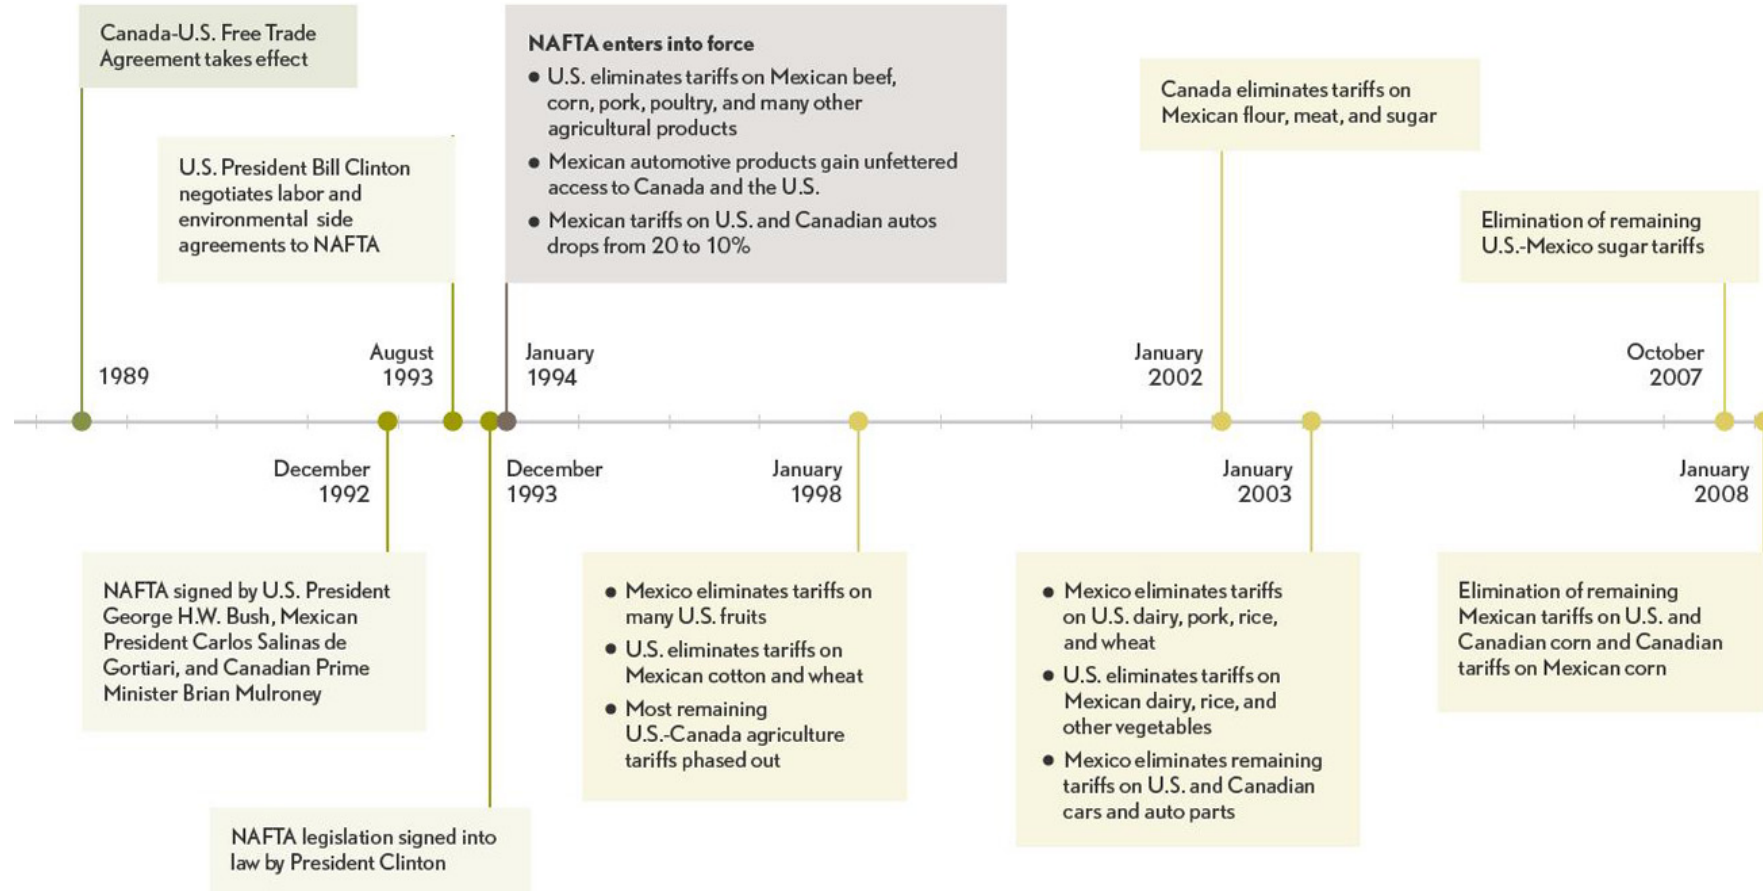 Canada-U.S. Free Trade
Agreement takes effect
U.S. President Bill Clinton
negotiates labor and
environmental side
agreements to NAFTA
NAFTA enters into force
● U.S. eliminates tariffs on Mexican beef,
corn, pork, poultry, and many other
agricultural products
● Mexican automotive products gain unfettered
access to Canada and the U.S.
● Mexican tariffs on U.S. and Canadian autos
drops from 20 to 10%
Canada eliminates tariffs on
Mexican flour, meat, and sugar
Elimination of remaining
U.S.-Mexico sugar tariffs
1989
August
1993
January
1994
January
2002
October
2007
December
1992
December
1993
January
1998
January
2003
January
2008
NAFTA signed by U.S. President
George H.W. Bush, Mexican
President Carlos Salinas de
Gortiari, and Canadian Prime
Minister Brian Mulroney
NAFTA legislation signed into
law by President Clinton
● Mexico eliminates tariffs on
many U.S. fruits
● U.S. eliminates tariffs on
Mexican cotton and wheat
● Most remaining
U.S.-Canada agriculture
tariffs phased out
● Mexico eliminates tariffs
on U.S. dairy, pork, rice,
and wheat
● U.S. eliminates tariffs on
Mexican dairy, rice, and
other vegetables
● Mexico eliminates remaining
tariffs on U.S. and Canadian
cars and auto parts
Elimination of remaining
Mexican tariffs on U.S. and
Canadian corn and Canadian
tariffs on Mexican corn